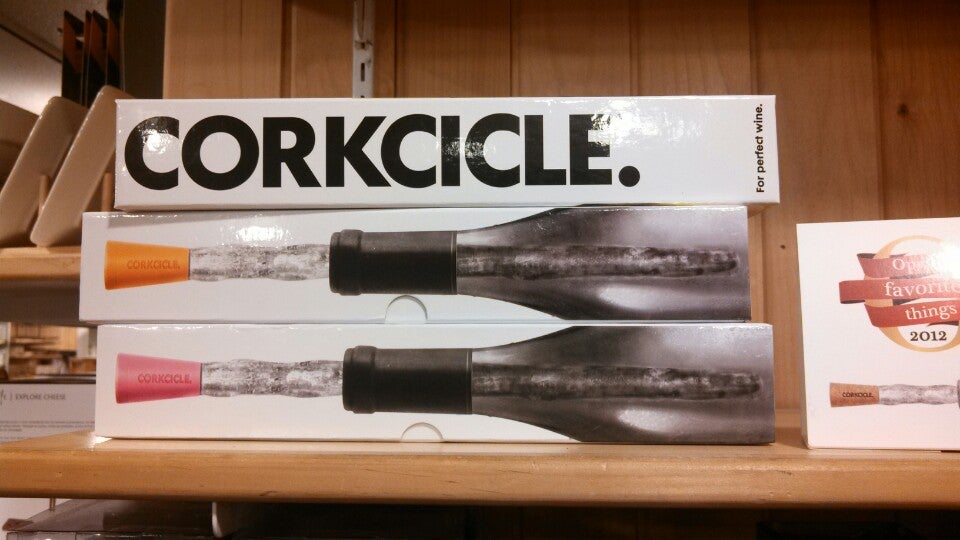 CORKCICLE.
For perfect wine.
CORKCICLE.
CORKCICLE.
favorite
things
2012
CORKCICLE.
EXPLORE CHEESE